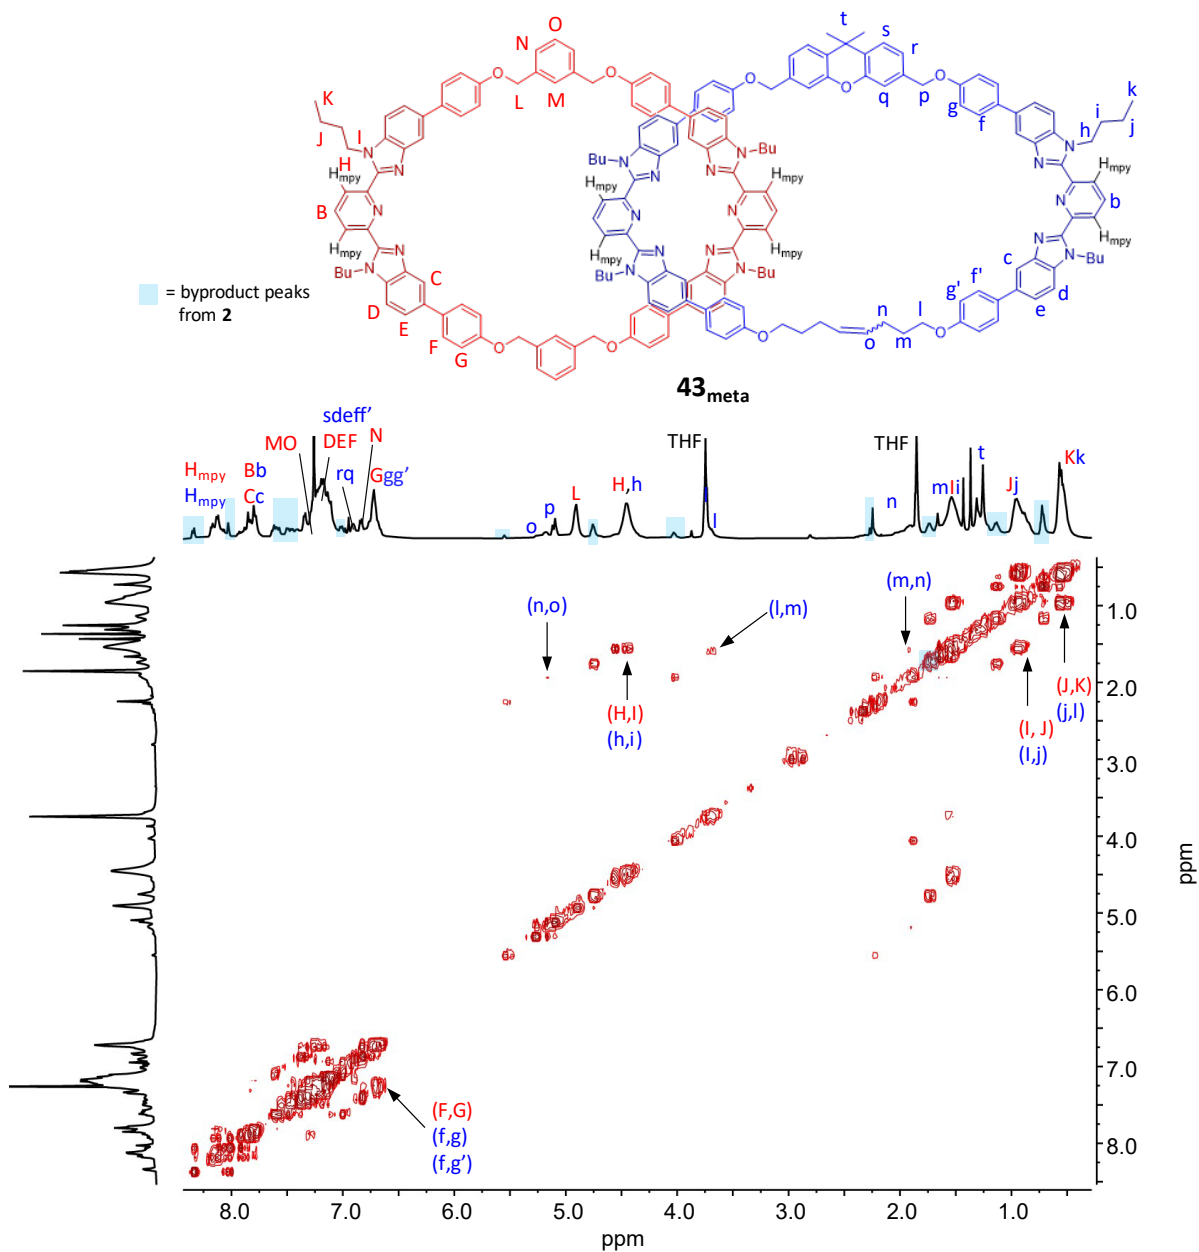 t
O
N
s
r
O
L
M
O
O
O
q
p
O
K
J
I
H
g
f
k
i
h
j
N
N
Bu
N
N
Bu
N
N
N
Hmpy
Hmpy
Hmpy
Hmpy
B
N
N
N
N
b
Hmpy
Hmpy
Hmpy
Hmpy
N
N
Bu
C
N
N
Bu
N
N
Bu
c
N
N
Bu
D
E
F
G
g'
f'
d
e
= byproduct peaks
from 2
O
O
O
n
l
o
m
O
43meta
sdeff'
MO
DEF
N
THF
THF
Hmpy
Bb
rq
Ggg'
t
Kk
Hmpy
Cc
L
H,h
mIi
Jj
o
p
l
n
(n,o)
(l,m)
(m,n)
(H,I)
(h,i)
(J,K)
(j,l)
(I, J)
(I,j)
(F,G)
(f,g)
(f,g')
1.0
2.0
3.0
4.0
5.0
6.0
7.0
8.0
ppm
8.0 7.0 6.0 5.0 4.0 3.0 2.0 1.0
ppm